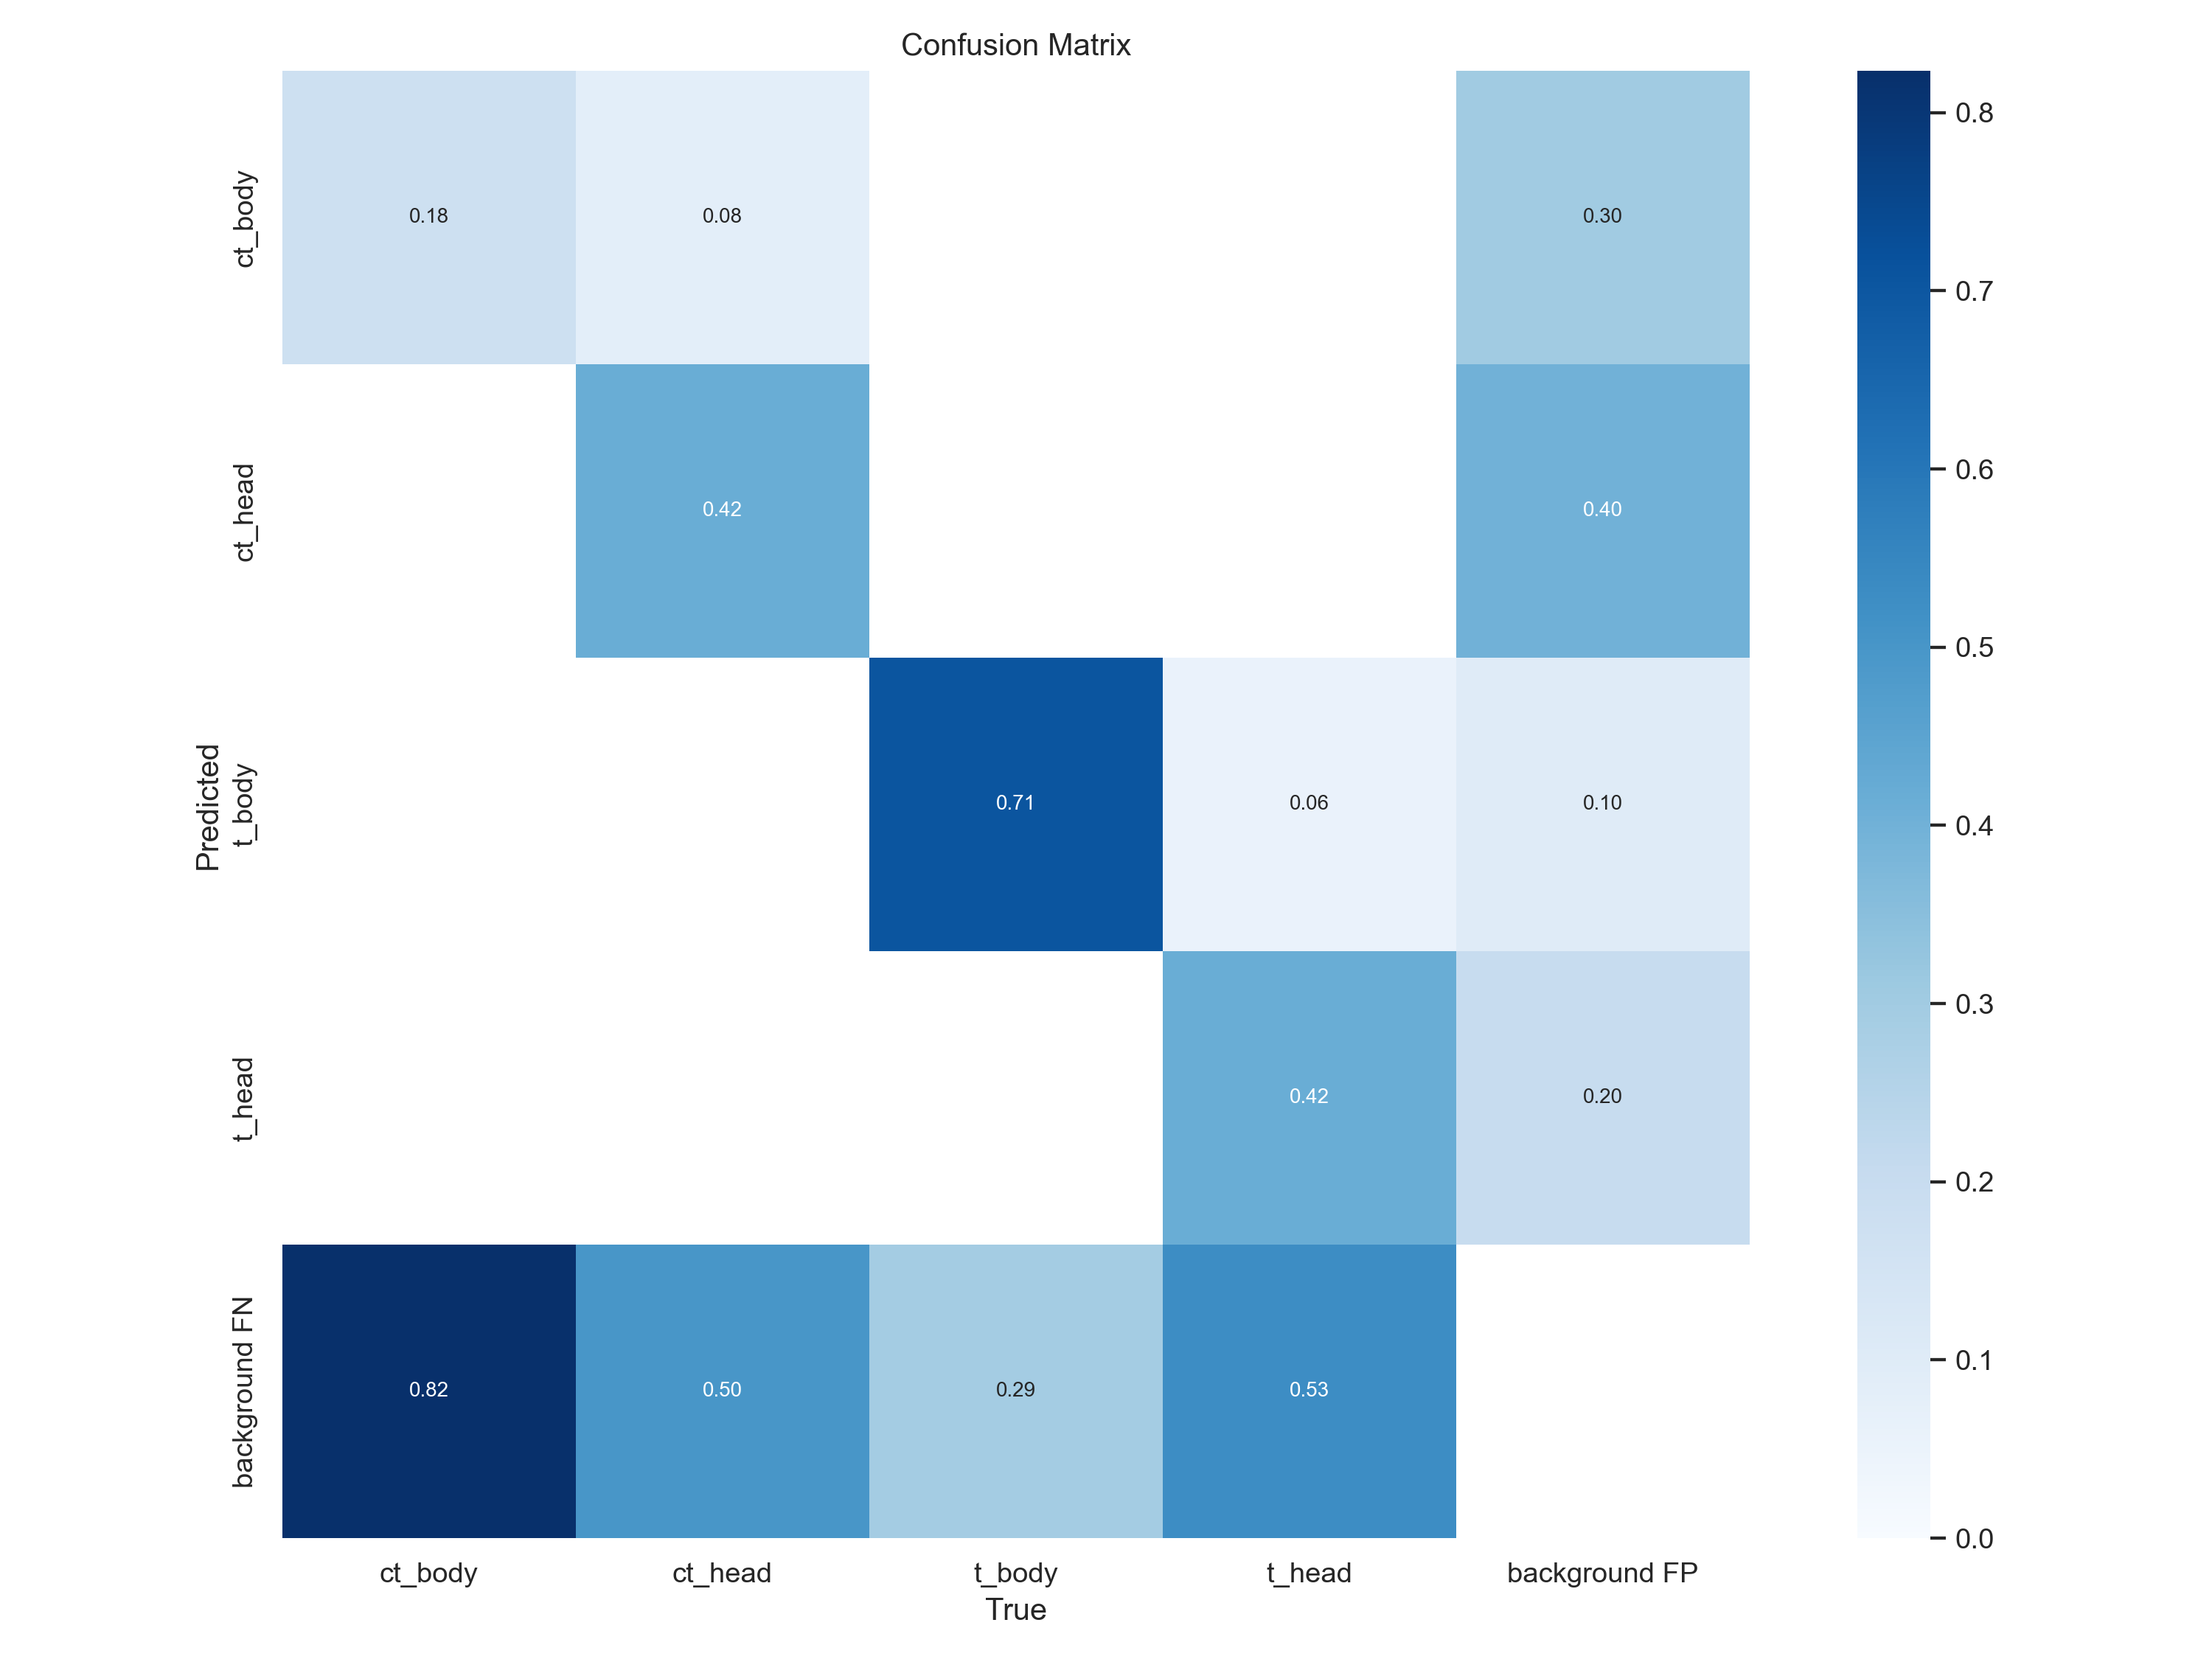 Confusion Matrix
Predicted
ct_body
0.18 0.08 0.30
ct_head
0.42 0.40
t_body
0.71 0.06 0.10
t_head
0.42 0.20
background FN
0.82 0.50 0.29 0.53
ct_body ct_head t_body t_head background FP
True
0.8
0.7
0.6
0.5
0.4
0.3
0.2
0.1
0.0